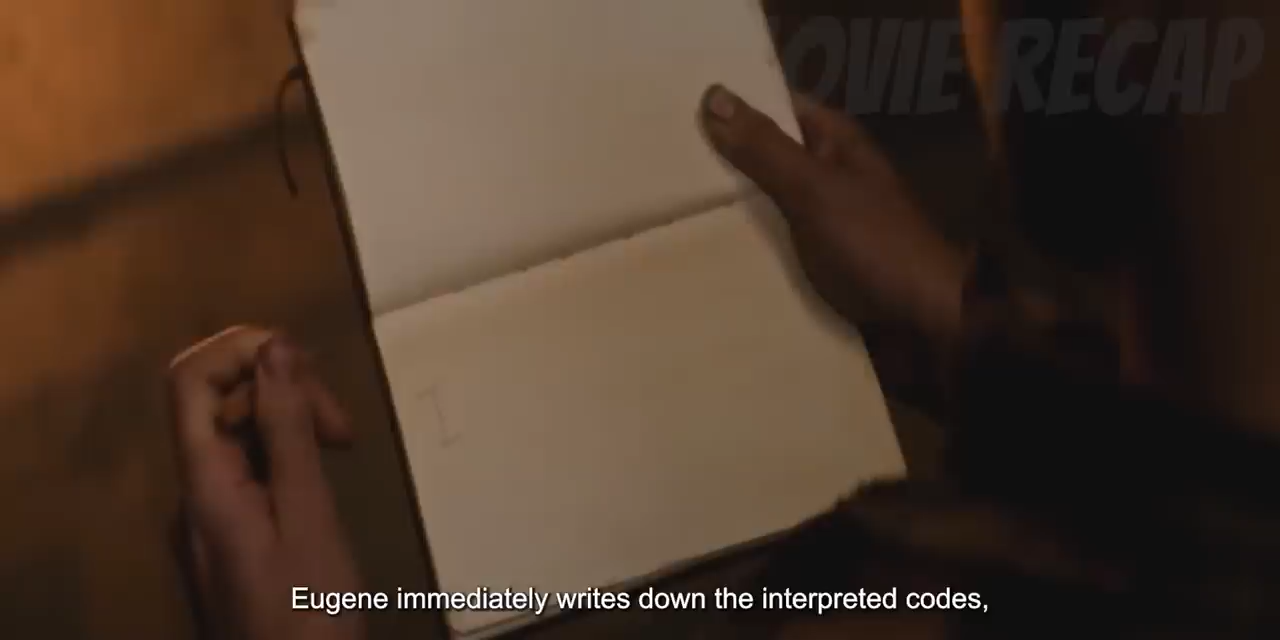 OVIE RECAP
I
Eugene immediately writes down the interpreted codes,